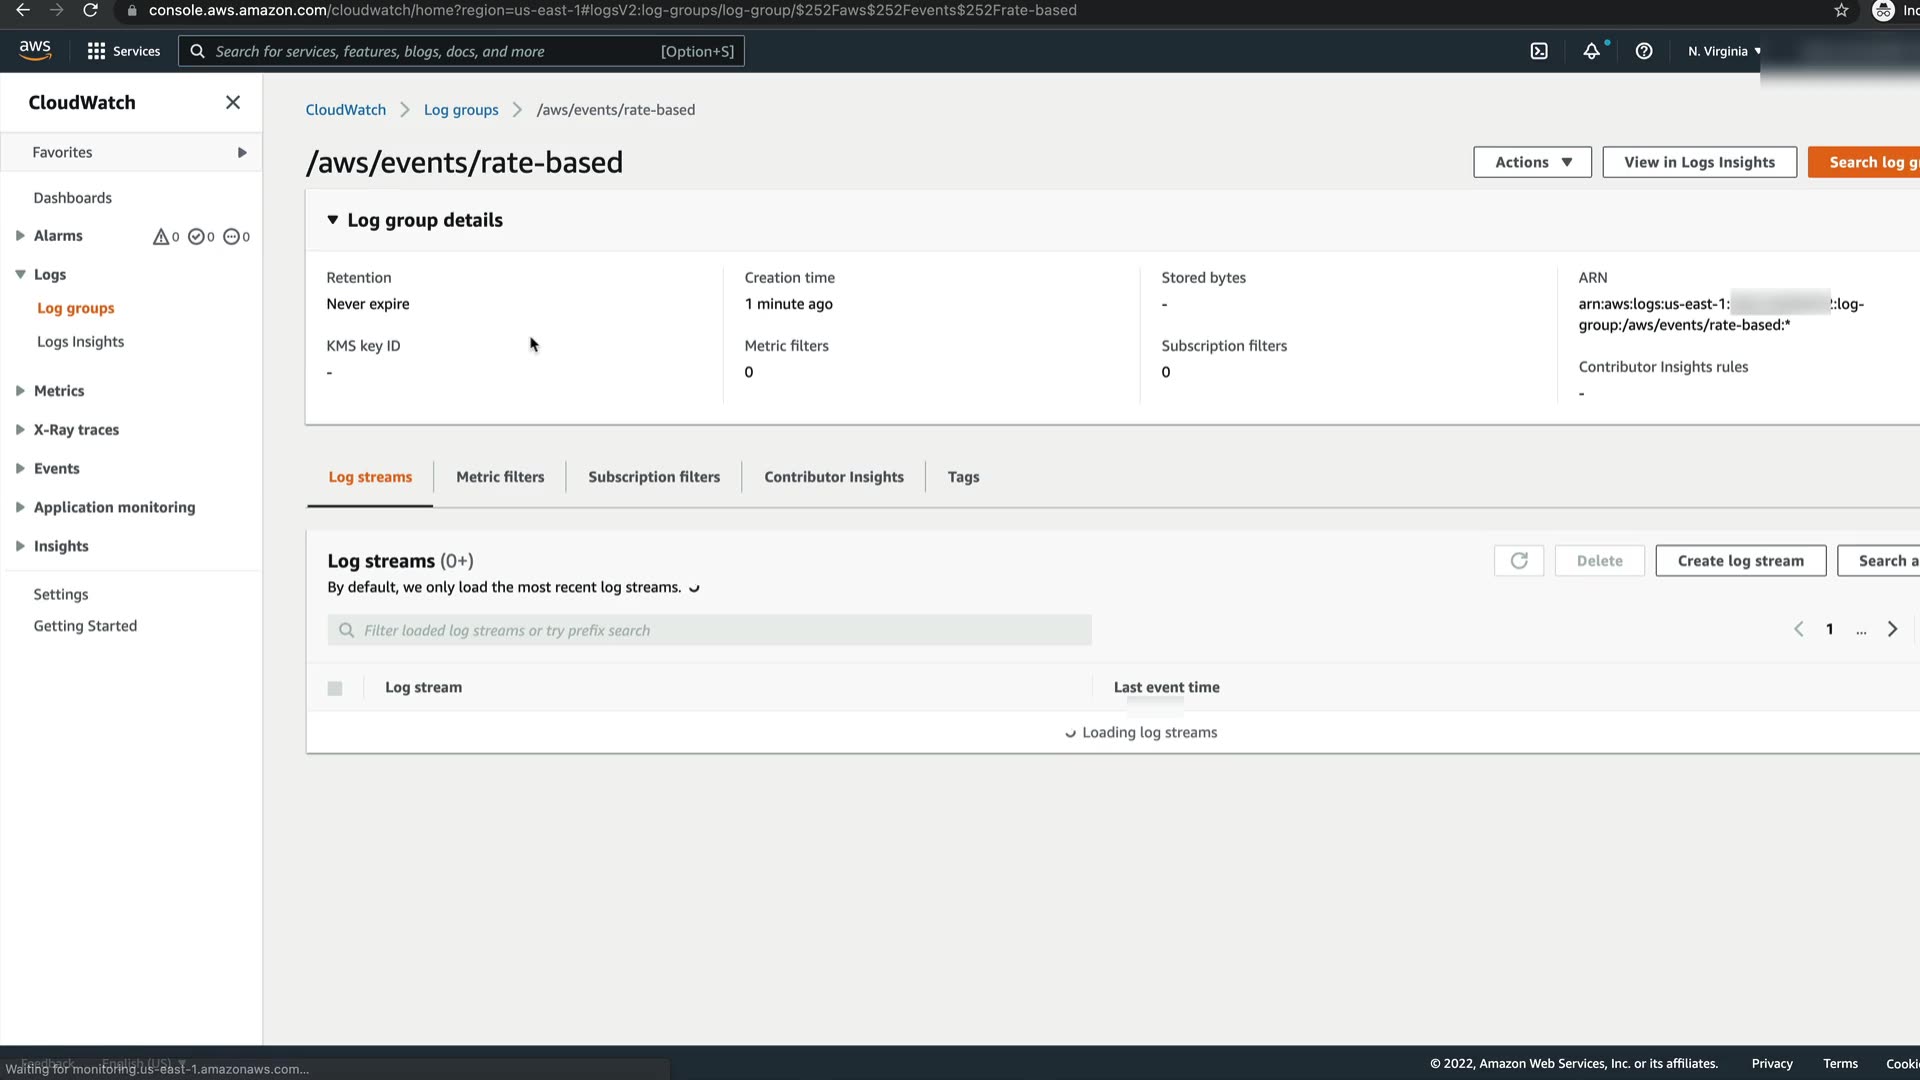 console.aws.amazon.com/cloudwatch/home?region=us-east-1#logsV2:log-groups/log-group/$252Faws$252Fevents$252Frate-based
aws Services Search for services, features, blogs, docs, and more [Option+S] N. Virginia
CloudWatch
Favorites
Dashboards
Alarms 0 0 0
Logs
Log groups
Logs Insights
Metrics
X-Ray traces
Events
Application monitoring
Insights
Settings
Getting Started
CloudWatch Log groups /aws/events/rate-based
/aws/events/rate-based
Actions View in Logs Insights Search log g
Log group details
Retention
Never expire
KMS key ID
-
Creation time
1 minute ago
Metric filters
0
Stored bytes
-
Subscription filters
0
ARN
arn:aws:logs:us-east-1: :log-
group:/aws/events/rate-based:*
Contributor Insights rules
-
Log streams Metric filters Subscription filters Contributor Insights Tags
Log streams (0+)
By default, we only load the most recent log streams.
Delete Create log stream Search a
Filter loaded log streams or try prefix search
1 ...
Log stream Last event time
Loading log streams
Feedback English (US)
Waiting for monitoring.us-east-1.amazonaws.com...
© 2022, Amazon Web Services, Inc. or its affiliates. Privacy Terms Cooki